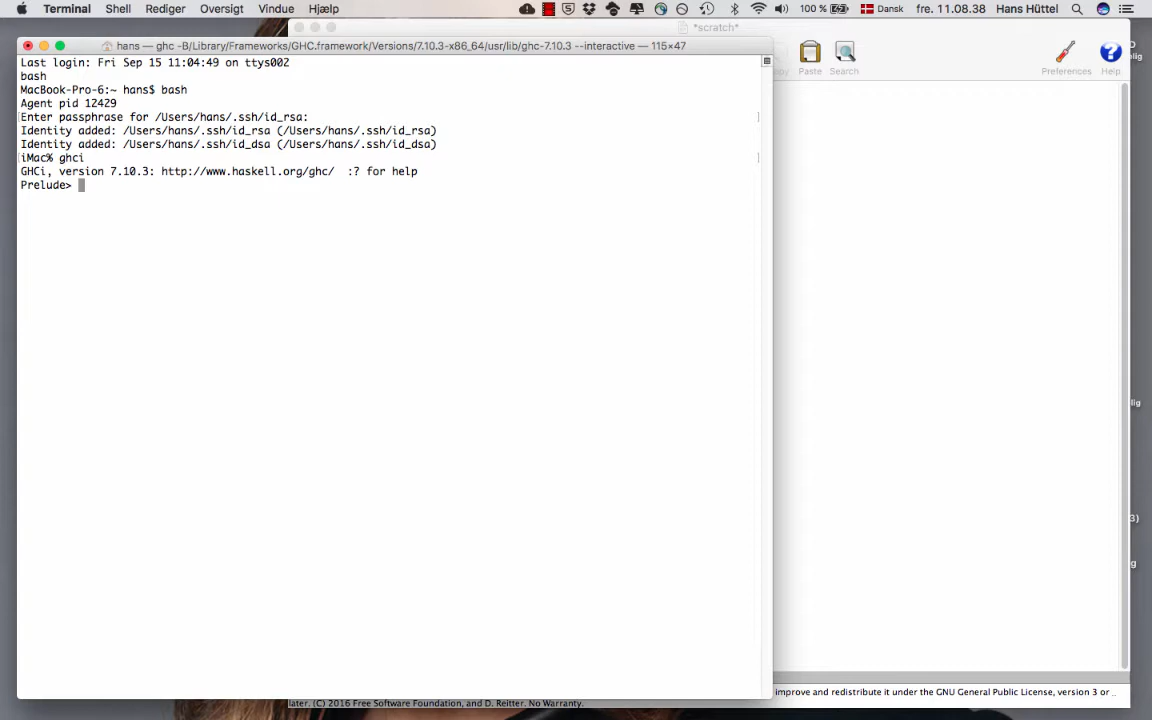 Terminal Shell Rediger Oversigt Vindue Hjælp 100 % Dansk fre. 11.08.38 Hans Hüttel
*scratch*
hans — ghc -B/Library/Frameworks/GHC.framework/Versions/7.10.3-x86_64/usr/lib/ghc-7.10.3 --interactive — 115×47
Last login: Fri Sep 15 11:04:49 on ttys002
bash
MacBook-Pro-6:~ hans$ bash
Agent pid 12429
Enter passphrase for /Users/hans/.ssh/id_rsa:
Identity added: /Users/hans/.ssh/id_rsa (/Users/hans/.ssh/id_rsa)
Identity added: /Users/hans/.ssh/id_dsa (/Users/hans/.ssh/id_dsa)
iMac% ghci
GHCi, version 7.10.3: http://www.haskell.org/ghc/  :? for help
Prelude>
Paste Search Preferences Help
lig
lig
3)
g
improve and redistribute it under the GNU General Public License, version 3 or ..
later. (C) 2016 Free Software Foundation, and D. Reitter. No Warranty.